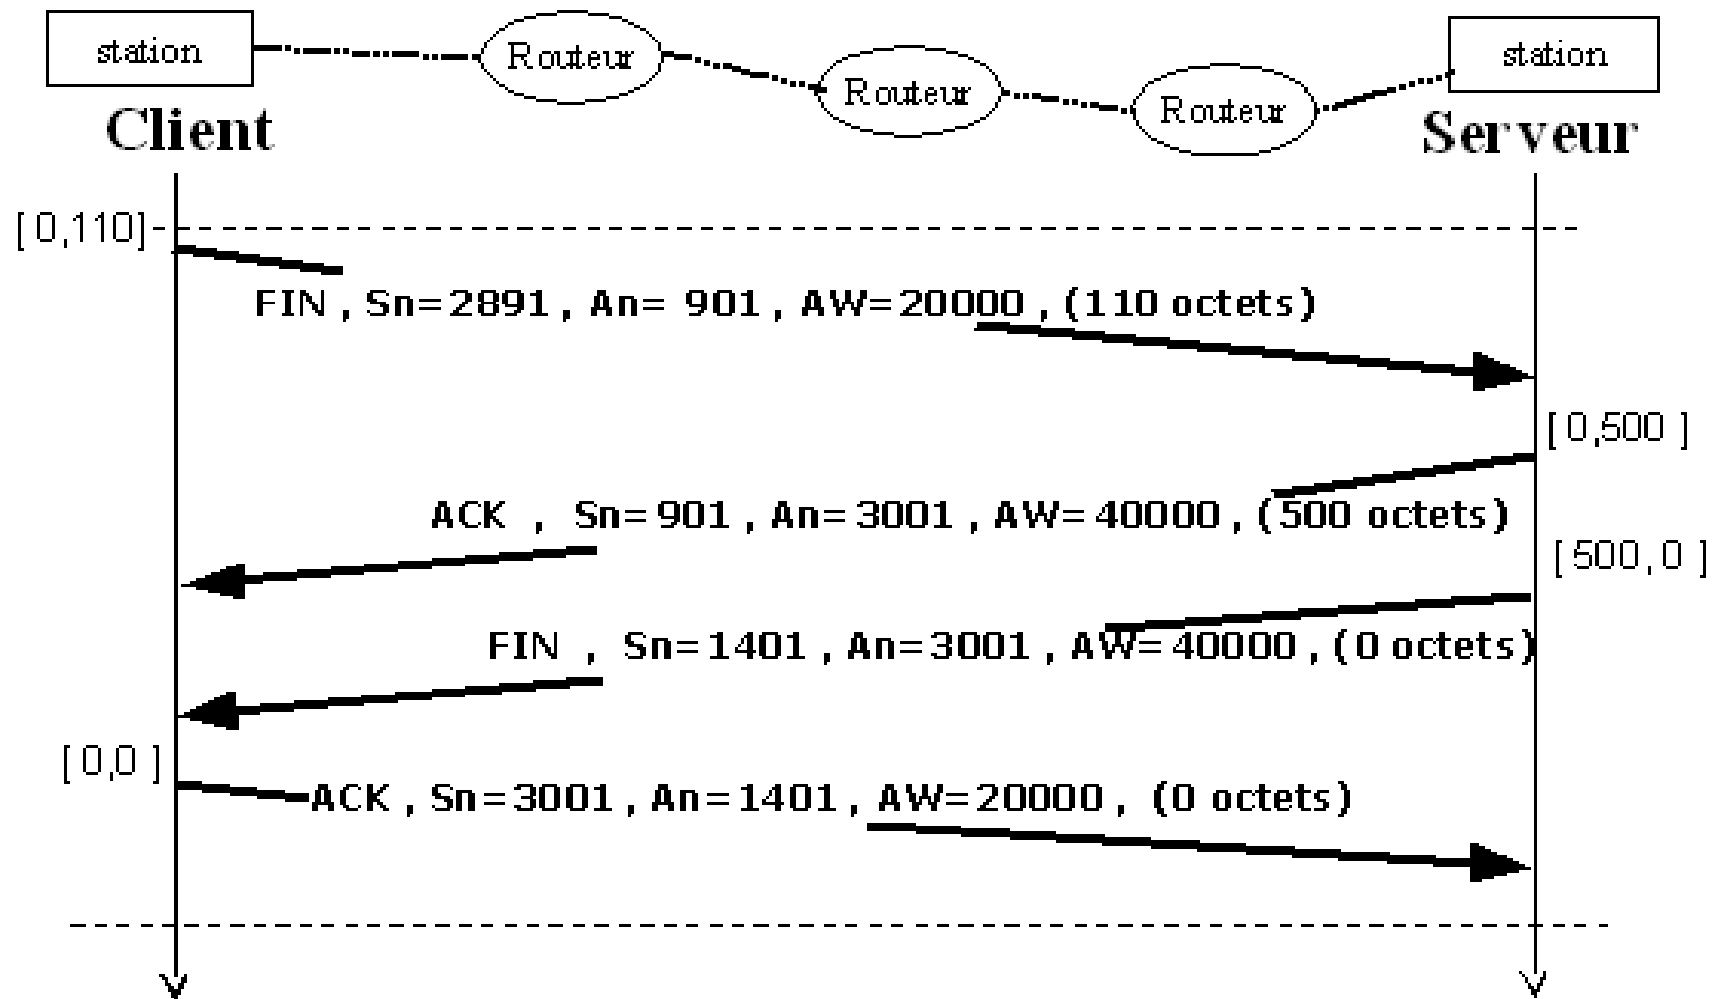 station
Routeur
Routeur
Routeur
station
Client
Serveur
[ 0,110]
FIN , Sn=2891 , An= 901 , AW=20000 , (110 octets)
[ 0,500 ]
ACK , Sn=901 , An=3001 , AW=40000 , (500 octets)
[ 500,0 ]
FIN , Sn=1401 , An=3001 , AW=40000 , (0 octets)
[ 0,0 ]
ACK , Sn=3001 , An=1401 , AW=20000 , (0 octets)